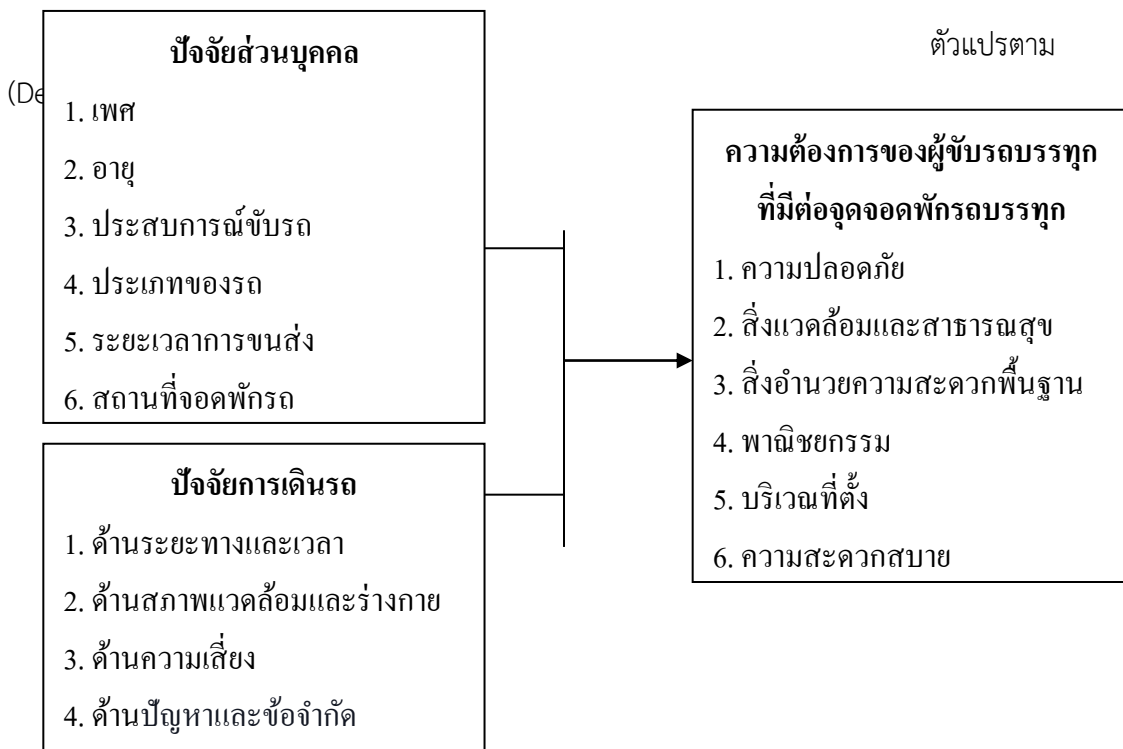 ปัจจัยส่วนบุคคล
1. เพศ
2. อายุ
3. ประสบการณ์ขับรถ
4. ประเภทของรถ
5. ระยะเวลาการขนส่ง
6. สถานที่จอดพักรถ
ปัจจัยการเดินรถ
1. ด้านระยะทางและเวลา
2. ด้านสภาพแวดล้อมและร่างกาย
3. ด้านความเสี่ยง
4. ด้านปัญหาและข้อจำกัด
ตัวแปรตาม
(De
ความต้องการของผู้ขับรถบรรทุก
ที่มีต่อจุดจอดพักรถบรรทุก
1. ความปลอดภัย
2. สิ่งแวดล้อมและสาธารณสุข
3. สิ่งอำนวยความสะดวกพื้นฐาน
4. พาณิชยกรรม
5. บริเวณที่ตั้ง
6. ความสะดวกสบาย